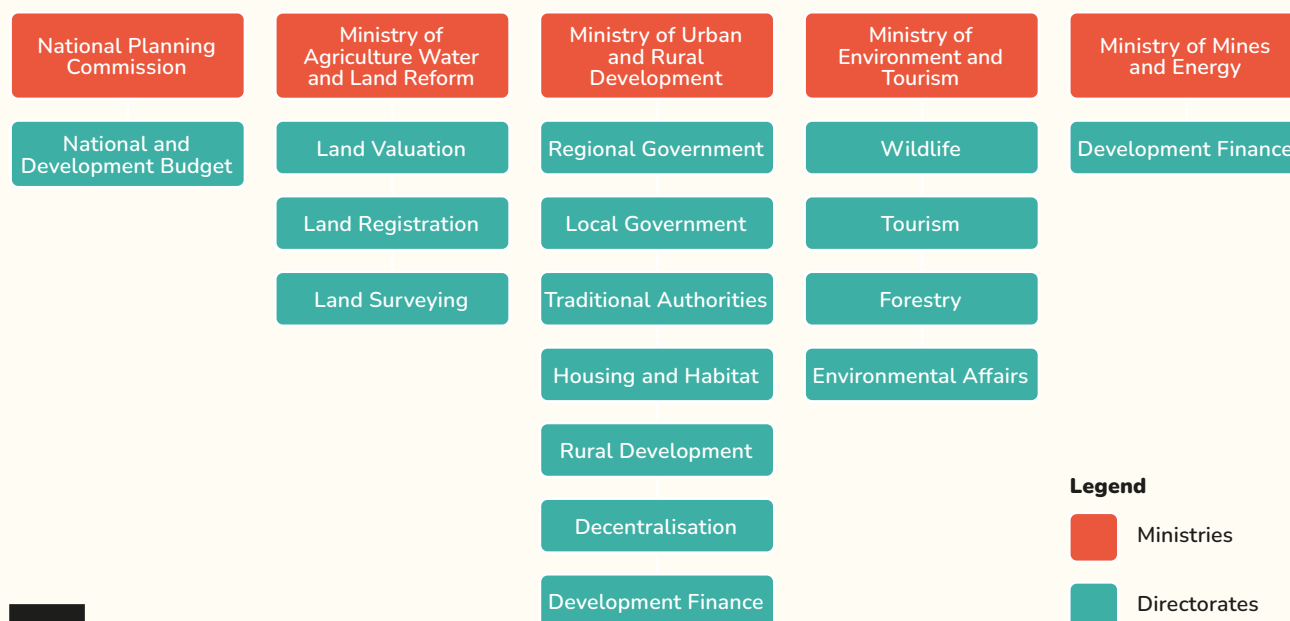 National Planning
Commission
Ministry of
Agriculture Water
and Land Reform
Ministry of Urban
and Rural
Development
Ministry of
Environment and
Tourism
Ministry of Mines
and Energy
National and
Development Budget
Land Valuation
Regional Government
Wildlife
Development Finance
Land Registration
Local Government
Tourism
Land Surveying
Traditional Authorities
Forestry
Housing and Habitat
Environmental Affairs
Rural Development
Decentralisation
Development Finance
Legend
Ministries
Directorates